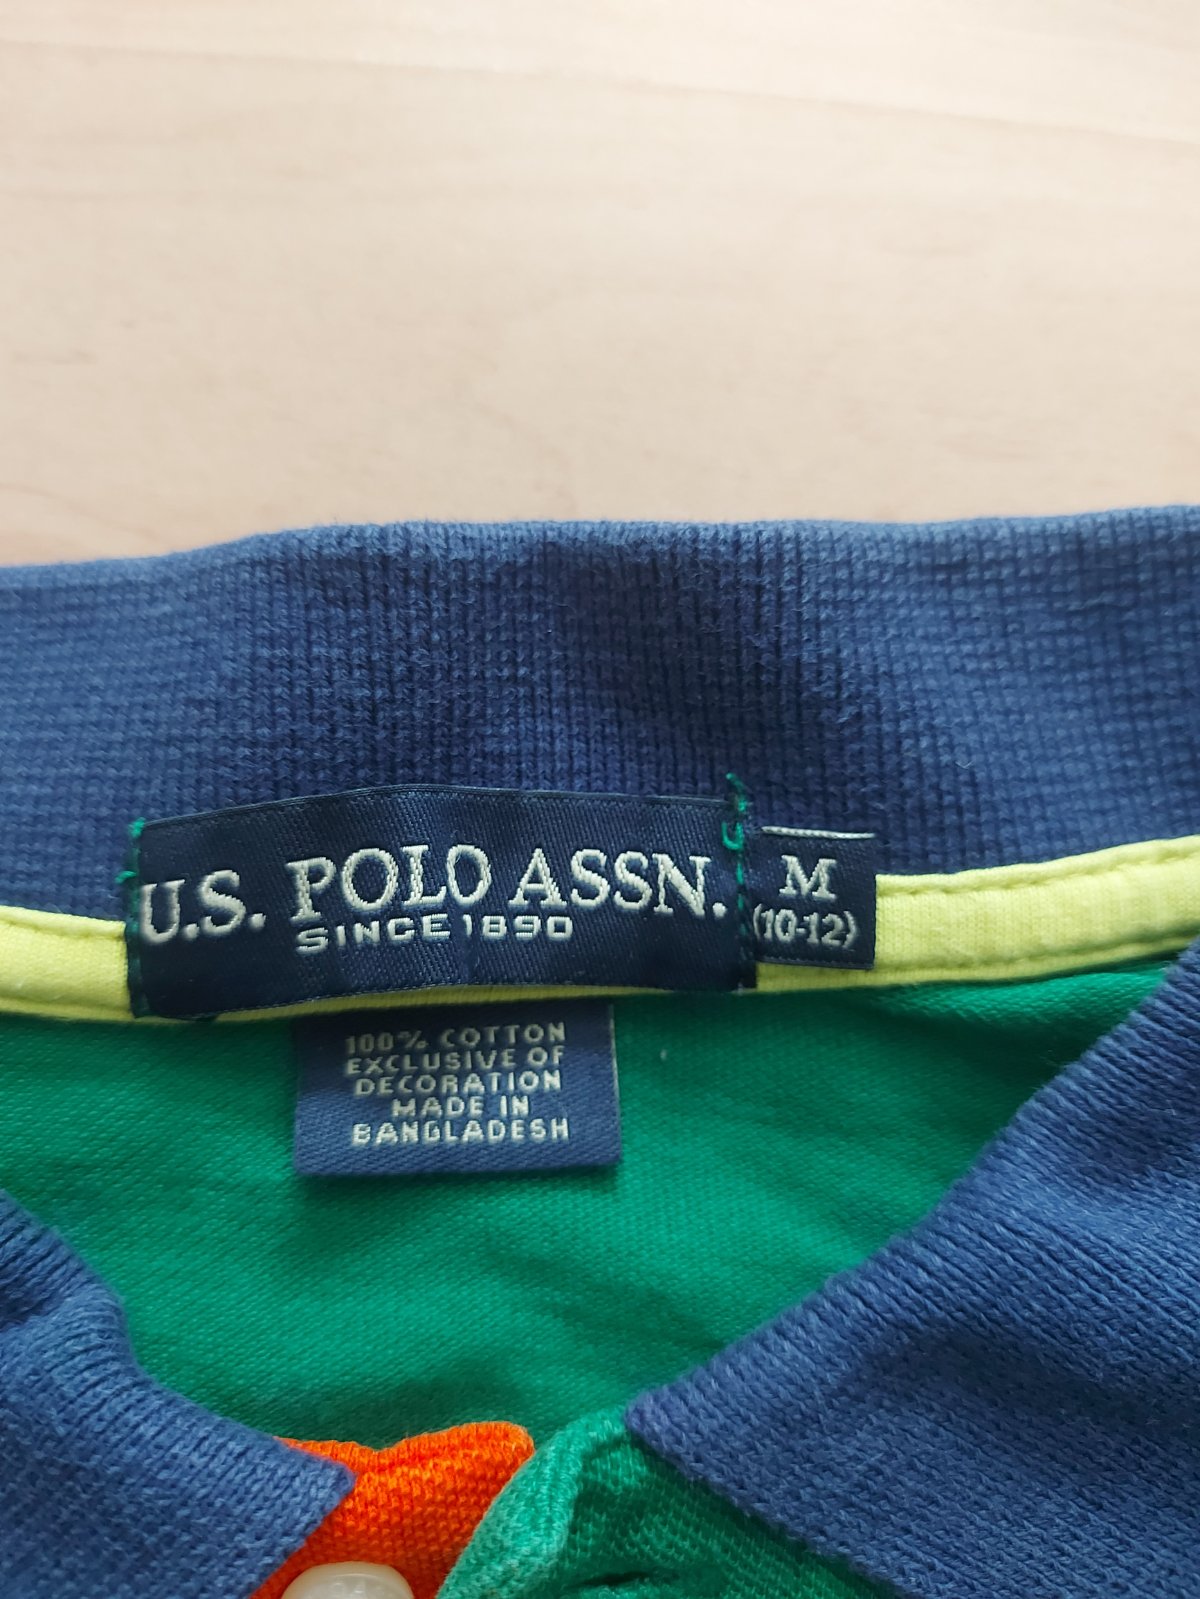 U.S. POLO ASSN.
SINCE 1890
M
(10-12)
100% COTTON
EXCLUSIVE OF
DECORATION
MADE IN
BANGLADESH